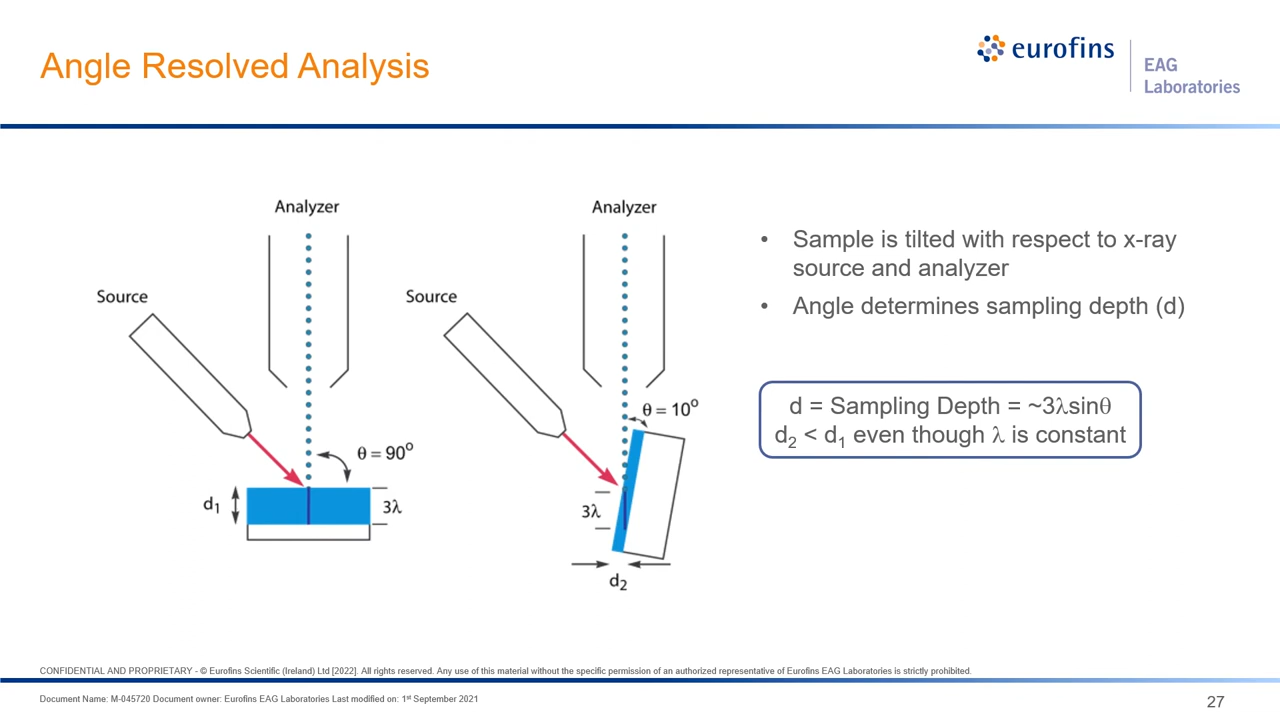 Angle Resolved Analysis
eurofins
EAG
Laboratories
Analyzer
Source
θ = 90°
d₁
3λ
Analyzer
Source
θ = 10°
3λ
d₂
• Sample is tilted with respect to x-ray
source and analyzer
• Angle determines sampling depth (d)
d = Sampling Depth = ~3λsinθ
d₂ < d₁ even though λ is constant
CONFIDENTIAL AND PROPRIETARY - © Eurofins Scientific (Ireland) Ltd [2022]. All rights reserved. Any use of this material without the specific permission of an authorized representative of Eurofins EAG Laboratories is strictly prohibited.
Document Name: M-045720 Document owner: Eurofins EAG Laboratories Last modified on: 1st September 2021
27